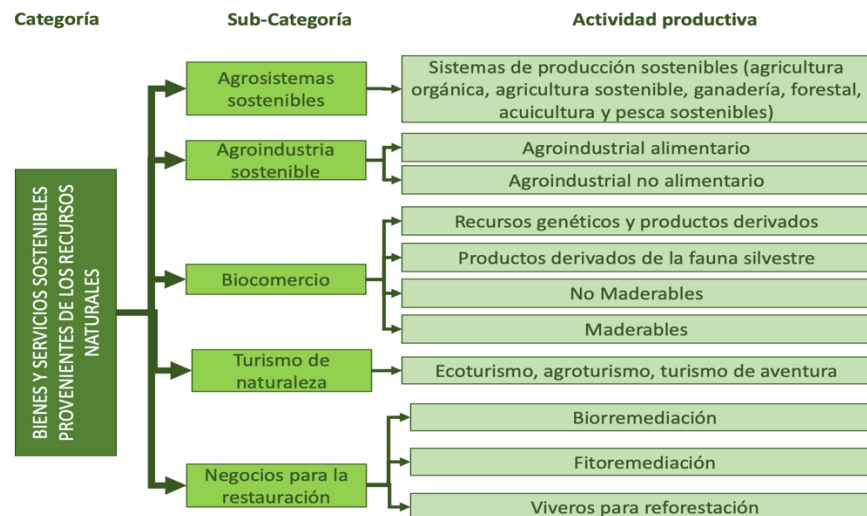 Categoría
Sub-Categoría
Actividad productiva
BIENES Y SERVICIOS SOSTENIBLES
PROVENIENTES DE LOS RECURSOS
NATURALES
Agrosistemas
sostenibles
Sistemas de producción sostenibles (agricultura
orgánica, agricultura sostenible, ganadería, forestal,
acuicultura y pesca sostenibles)
Agroindustria
sostenible
Agroindustrial alimentario
Agroindustrial no alimentario
Biocomercio
Recursos genéticos y productos derivados
Productos derivados de la fauna silvestre
No Maderables
Maderables
Turismo de
naturaleza
Ecoturismo, agroturismo, turismo de aventura
Negocios para la
restauración
Biorremediación
Fitoremediación
Viveros para reforestación